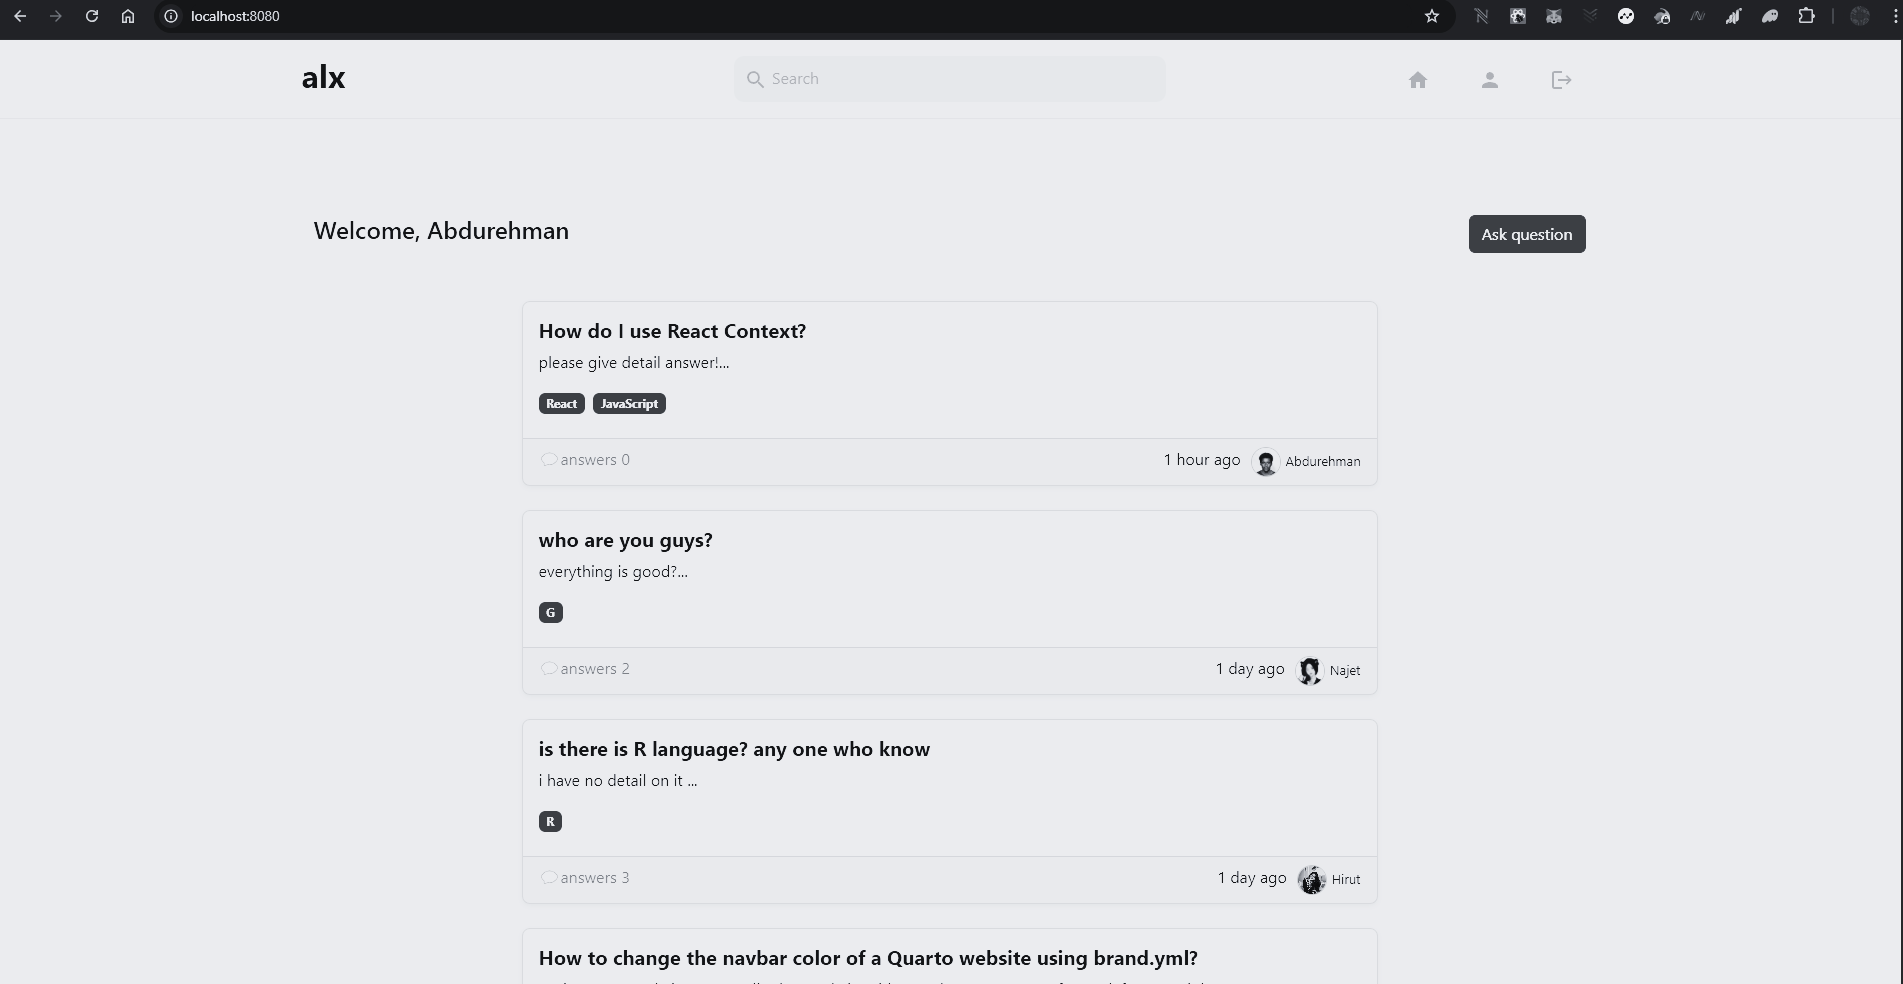 localhost:8080
alx
Search
Welcome, Abdurehman
Ask question
How do I use React Context?
please give detail answer!...
React JavaScript
answers 0 1 hour ago Abdurehman
who are you guys?
everything is good?...
G
answers 2 1 day ago Najet
is there is R language? any one who know
i have no detail on it ...
R
answers 3 1 day ago Hirut
How to change the navbar color of a Quarto website using brand.yml?